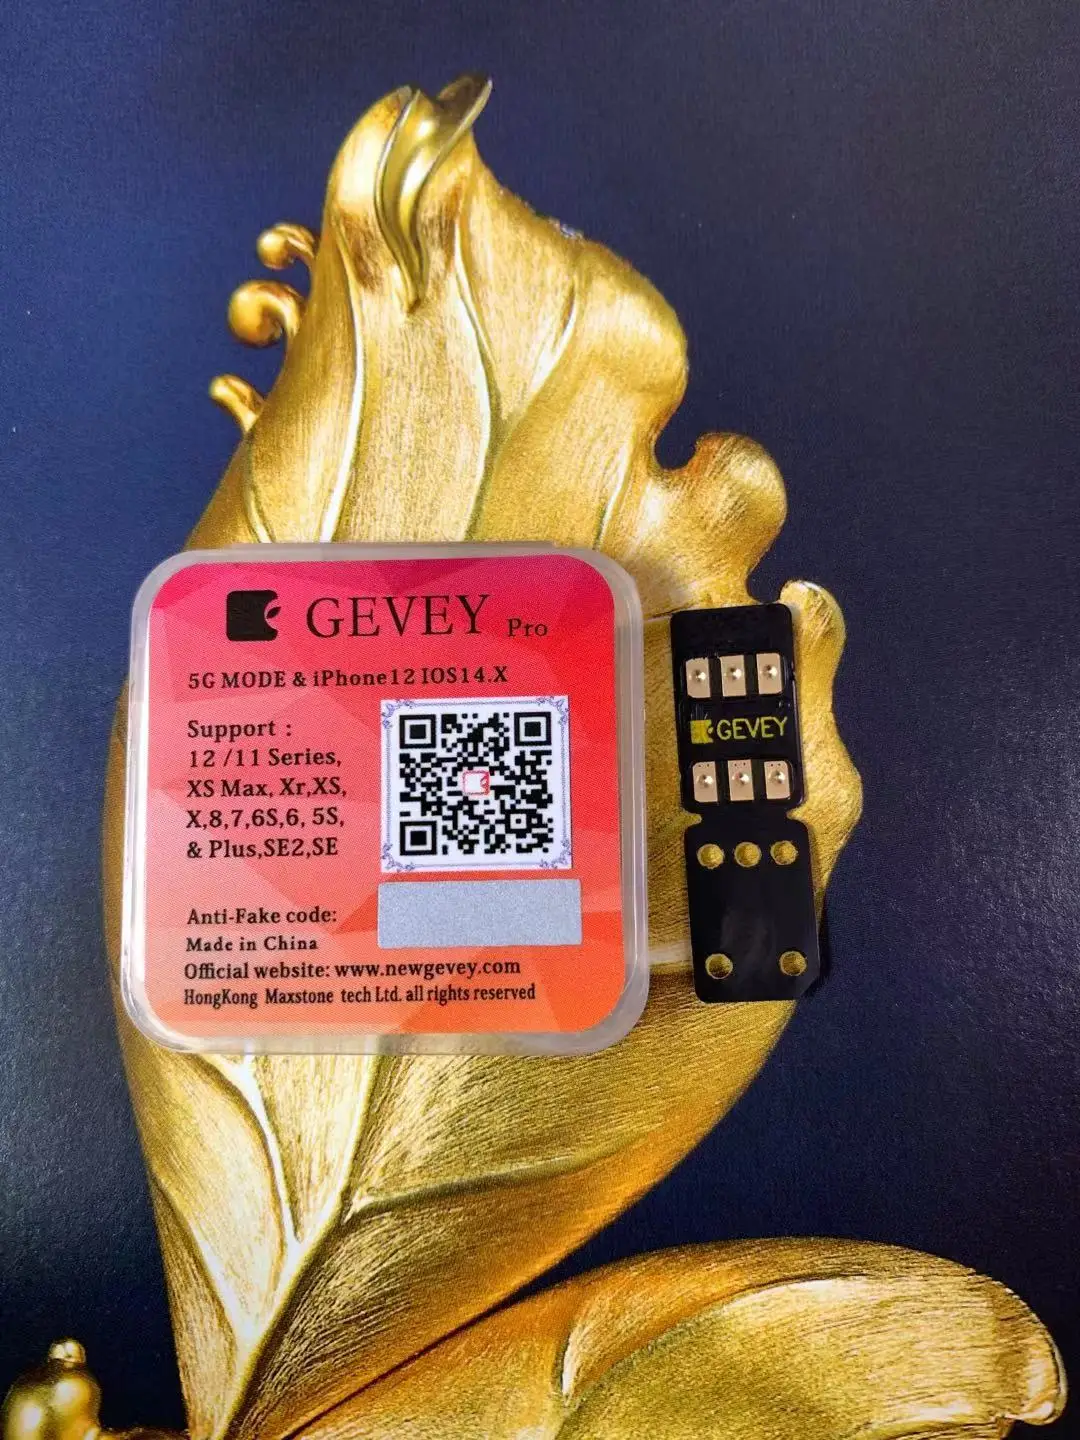 GEVEY Pro
5G MODE & iPhone12 IOS14.X
Support :
12 /11 Series,
XS Max, Xr,XS,
X,8,7,6S,6, 5S,
& Plus,SE2,SE
Anti-Fake code:
Made in China
Official website: www.newgevey.com
HongKong Maxstone tech Ltd. all rights reserved
GEVEY